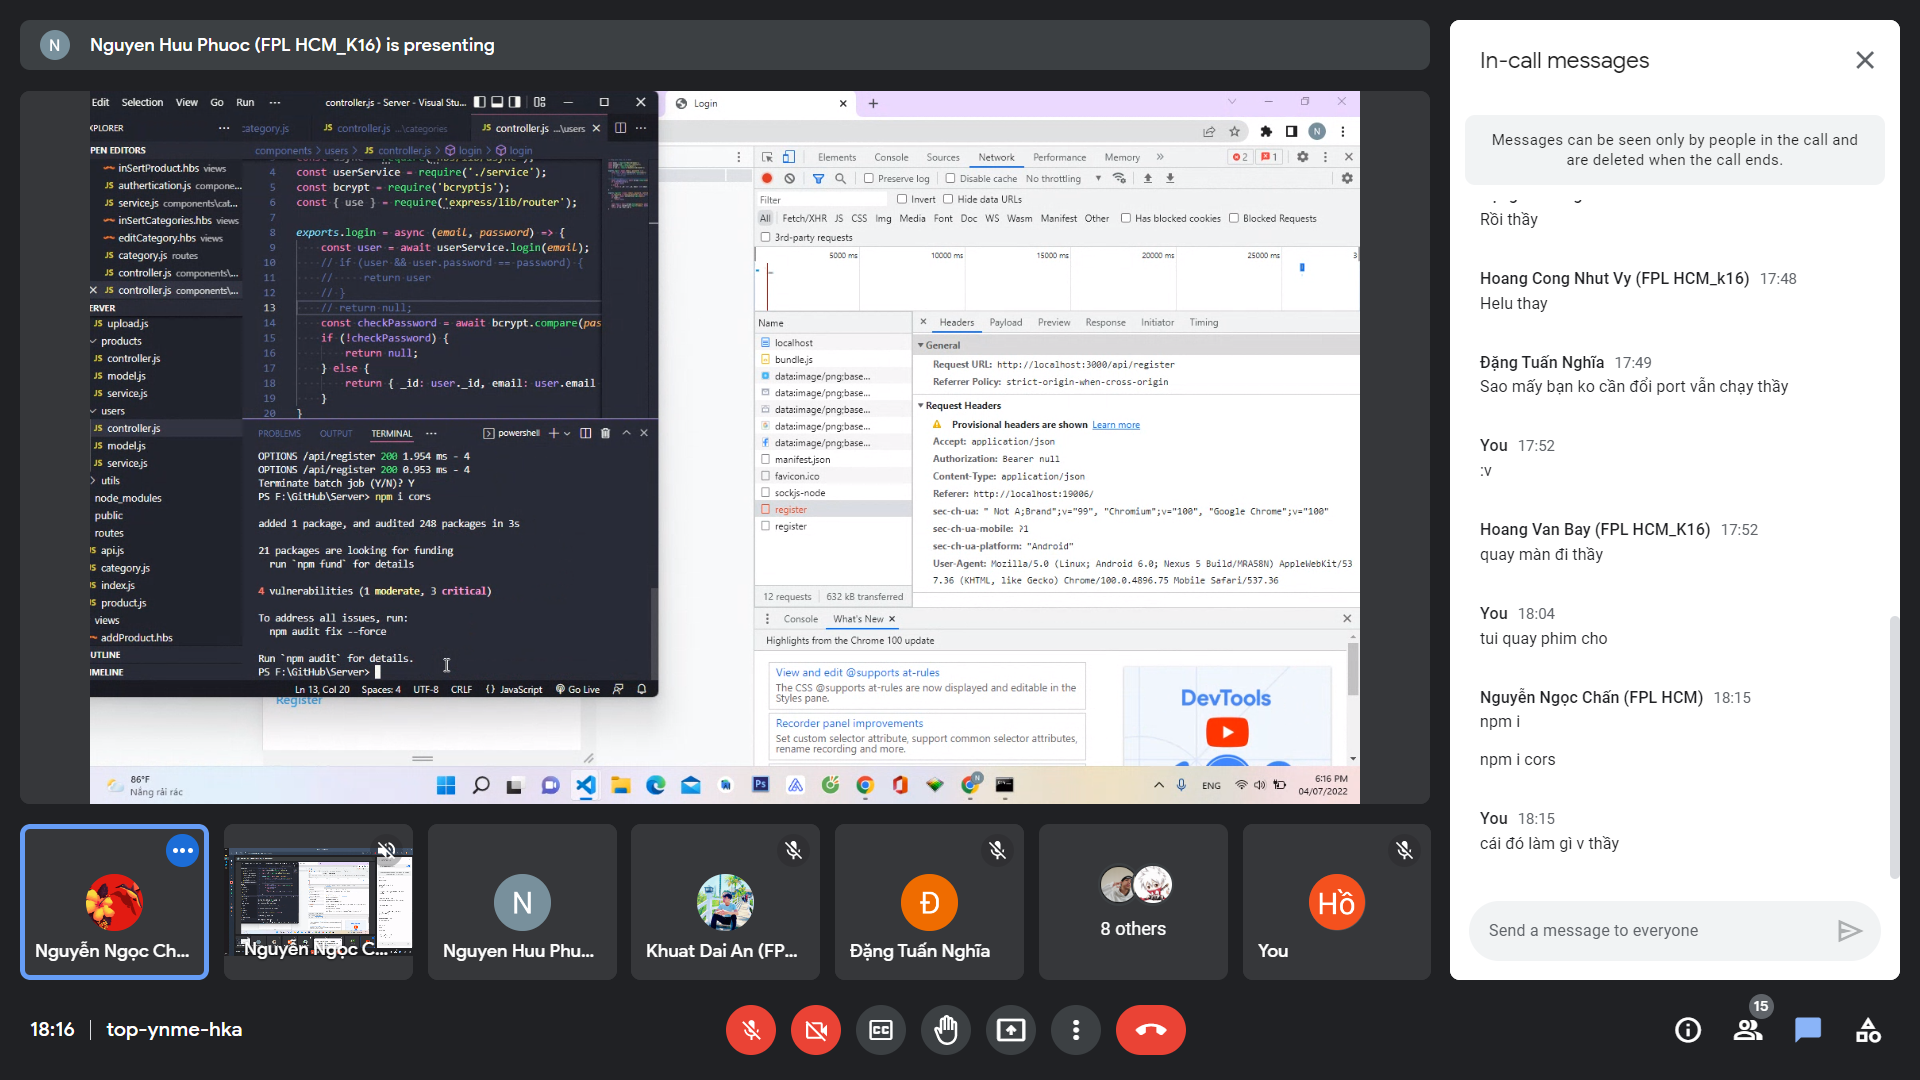 N
Nguyen Huu Phuoc (FPL HCM_K16) is presenting
Edit Selection View Go Run ··· controller.js - Server - Visual Stu...
XPLORER ··· category.js JS controller.js ...\categories JS controller.js ...\users
components > users > JS controller.js > login > login
PEN EDITORS
inSertProduct.hbs views
JS authentication.js compone...
JS service.js components\cat...
inSertCategories.hbs views
editCategory.hbs views
JS category.js routes
JS controller.js components\...
JS controller.js components\...
ERVER
JS upload.js
products
JS controller.js
JS model.js
JS service.js
users
JS controller.js
JS model.js
JS service.js
utils
node_modules
public
routes
JS api.js
JS category.js
JS index.js
JS product.js
views
addProduct.hbs
UTLINE
IMELINE
4 const userService = require('./service');
5 const bcrypt = require('bcryptjs');
6 const { use } = require('express/lib/router');
7
8 exports.login = async (email, password) => {
9 const user = await userService.login(email);
10 // if (user && user.password == password) {
11 // return user
12 // }
13 // return null;
14 const checkPassword = await bcrypt.compare(pas
15 if (!checkPassword) {
16 return null;
17 } else {
18 return { _id: user._id, email: user.email
19 }
20 }
PROBLEMS OUTPUT TERMINAL ··· powershell
OPTIONS /api/register 200 1.954 ms - 4
OPTIONS /api/register 200 0.953 ms - 4
Terminate batch job (Y/N)? Y
PS F:\GitHub\Server> npm i cors
added 1 package, and audited 248 packages in 3s
21 packages are looking for funding
run `npm fund` for details
4 vulnerabilities (1 moderate, 3 critical)
To address all issues, run:
npm audit fix --force
Run `npm audit` for details.
PS F:\GitHub\Server>
Ln 13, Col 20 Spaces: 4 UTF-8 CRLF {} JavaScript Go Live
Register
Login
N
Elements Console Sources Network Performance Memory » 2 1
Preserve log Disable cache No throttling
Filter Invert Hide data URLs
All Fetch/XHR JS CSS Img Media Font Doc WS Wasm Manifest Other Has blocked cookies Blocked Requests
3rd-party requests
5000 ms 10000 ms 15000 ms 20000 ms 25000 ms 3
Name
localhost
bundle.js
data:image/png;base...
data:image/png;base...
data:image/png;base...
data:image/png;base...
data:image/png;base...
manifest.json
favicon.ico
sockjs-node
register
register
12 requests 632 kB transferred
Headers Payload Preview Response Initiator Timing
General
Request URL: http://localhost:3000/api/register
Referrer Policy: strict-origin-when-cross-origin
Request Headers
Provisional headers are shown Learn more
Accept: application/json
Authorization: Bearer null
Content-Type: application/json
Referer: http://localhost:19006/
sec-ch-ua: " Not A;Brand";v="99", "Chromium";v="100", "Google Chrome";v="100"
sec-ch-ua-mobile: ?1
sec-ch-ua-platform: "Android"
User-Agent: Mozilla/5.0 (Linux; Android 6.0; Nexus 5 Build/MRA58N) AppleWebKit/53
7.36 (KHTML, like Gecko) Chrome/100.0.4896.75 Mobile Safari/537.36
Console What's New
Highlights from the Chrome 100 update
View and edit @supports at-rules
The CSS @supports at-rules are now displayed and editable in the
Styles pane.
Recorder panel improvements
Set custom selector attribute, support common selector attributes,
rename recording and more.
DevTools
86°F
Nắng rải rác
Ps
N
ENG
6:16 PM
04/07/2022
Nguyễn Ngọc Ch...
Nguyễn Ngọc C...
N
Nguyen Huu Phu...
Khuat Dai An (FP...
Đ
Đặng Tuấn Nghĩa
8 others
Hồ
You
18:16 | top-ynme-hka
15
In-call messages
Messages can be seen only by people in the call and
are deleted when the call ends.
Rồi thầy
Hoang Cong Nhut Vy (FPL HCM_k16) 17:48
Helu thay
Đặng Tuấn Nghĩa 17:49
Sao mấy bạn ko cần đổi port vẫn chạy thầy
You 17:52
:v
Hoang Van Bay (FPL HCM_K16) 17:52
quay màn đi thầy
You 18:04
tui quay phim cho
Nguyễn Ngọc Chấn (FPL HCM) 18:15
npm i
npm i cors
You 18:15
cái đó làm gì v thầy
Send a message to everyone